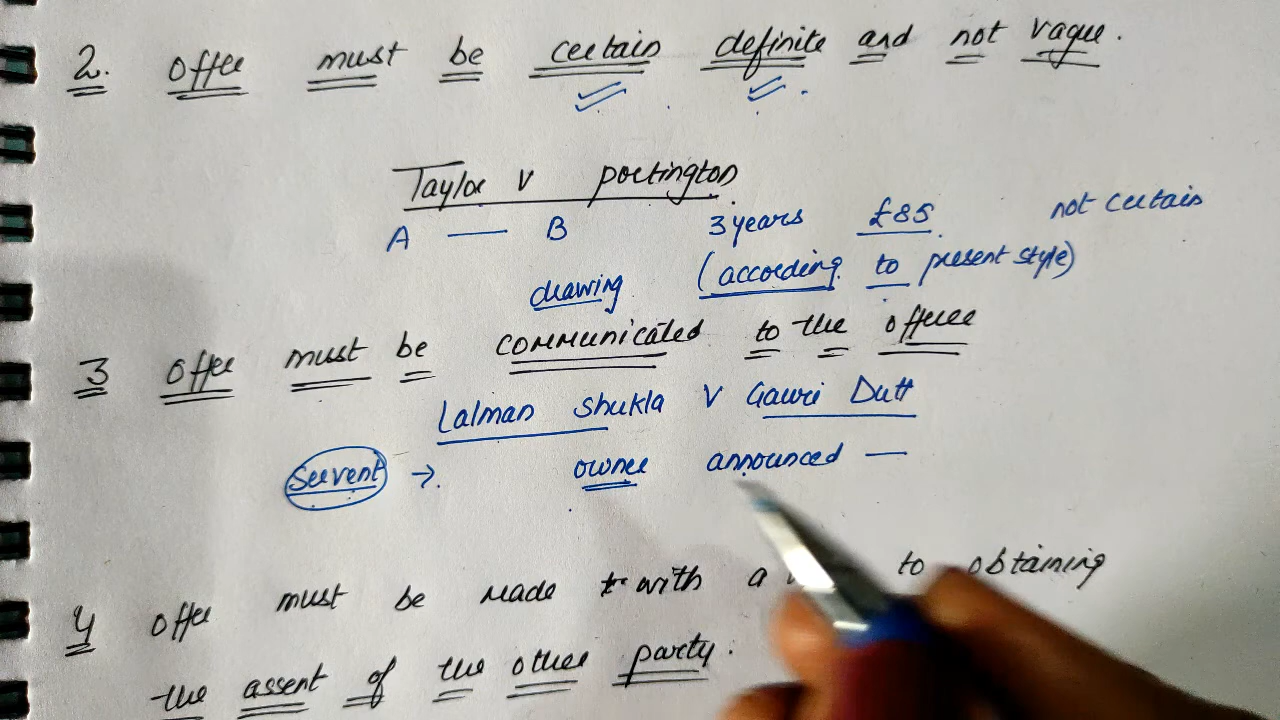 2. Offer must be certain definite and not vague.
Taylor v portington
A — B 3 years £85 not certain
drawing (according to present style)
3 Offer must be communicated to the offeree
Lalman Shukla V Gauri Dutt
Servent → owner announced —
4 Offer must be made with a to obtaining
the assent of the other party.